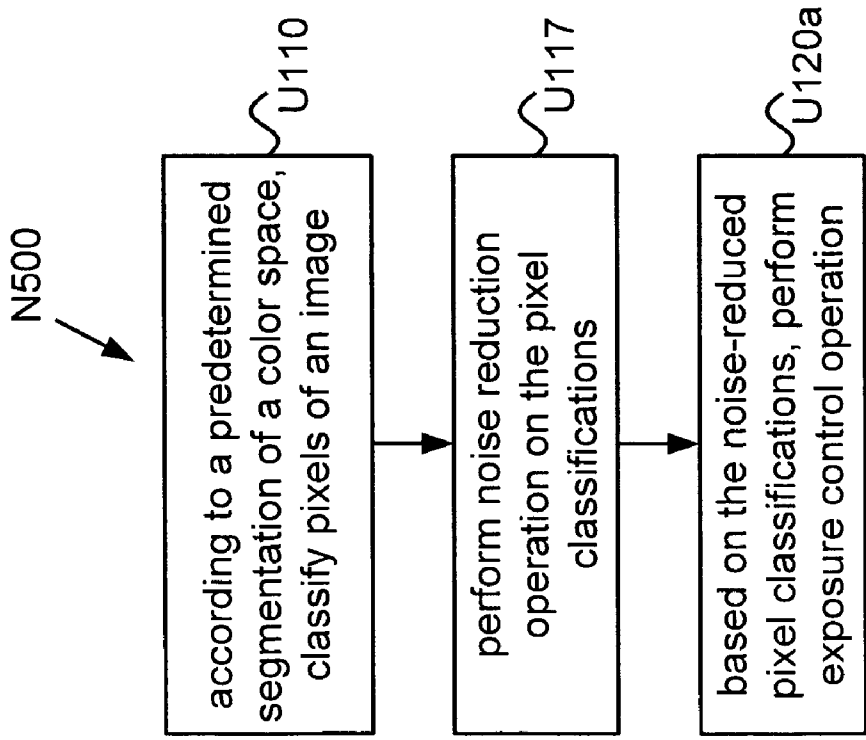 N500
according to a predetermined
segmentation of a color space,
classify pixels of an image
U110
perform noise reduction
operation on the pixel
classifications
U117
based on the noise-reduced
pixel classifications, perform
exposure control operation
U120a